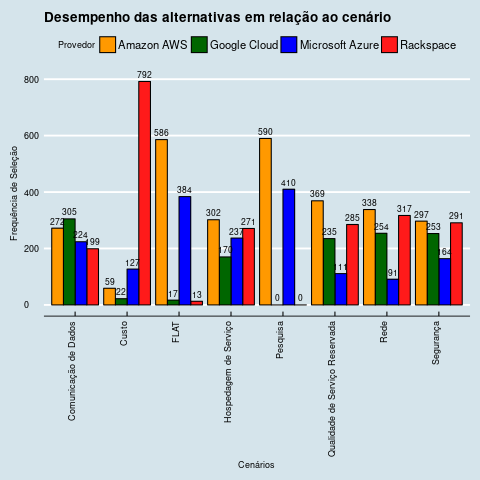 Desempenho das alternativas em relação ao cenário
Provedor Amazon AWS Google Cloud Microsoft Azure Rackspace
Frequência de Seleção
800
600
400
200
0
272 305 224 199
59 22 127 792
586 17 384 13
302 170 237 271
590 0 410 0
369 235 111 285
338 254 91 317
297 253 164 291
Comunicação de Dados
Custo
FLAT
Hospedagem de Serviço
Pesquisa
Qualidade de Serviço Reservada
Rede
Segurança
Cenários